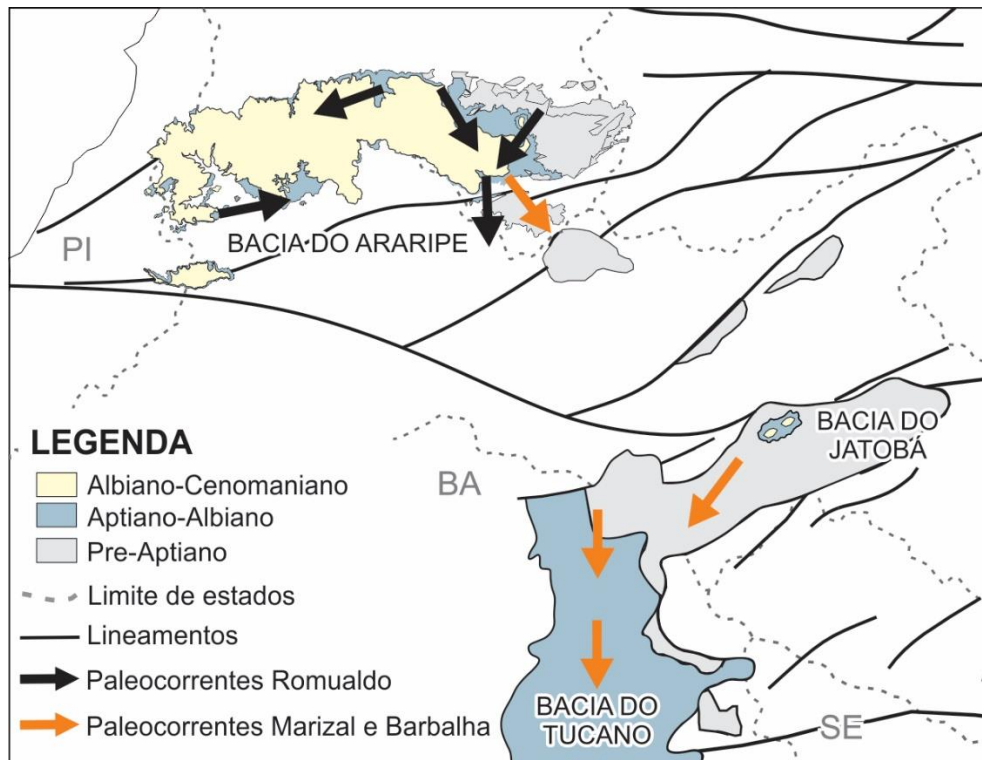 PI
BACIA DO ARARIPE
BACIA DO
JATOBÁ
BA
LEGENDA
Albiano-Cenomaniano
Aptiano-Albiano
Pre-Aptiano
Limite de estados
Lineamentos
Paleocorrentes Romualdo
Paleocorrentes Marizal e Barbalha
BACIA DO
TUCANO
SE